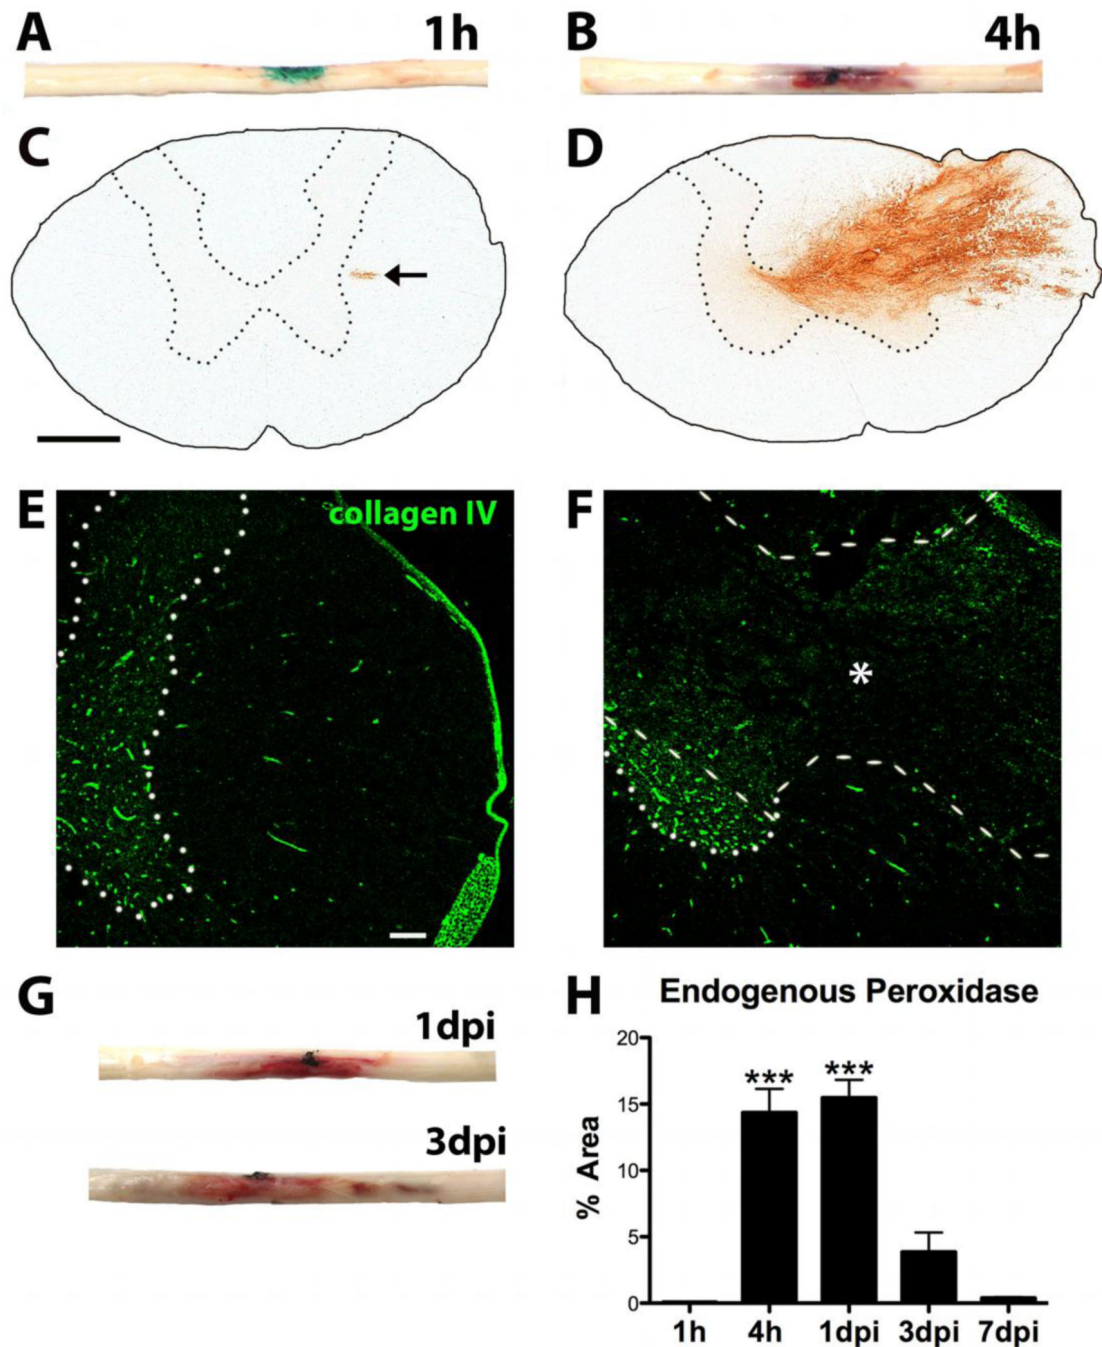 A 1h
B 4h
C
D
E collagen IV
F
*
G
1dpi
3dpi
H Endogenous Peroxidase
% Area
20
15
10
5
0
*** ***
1h 4h 1dpi 3dpi 7dpi